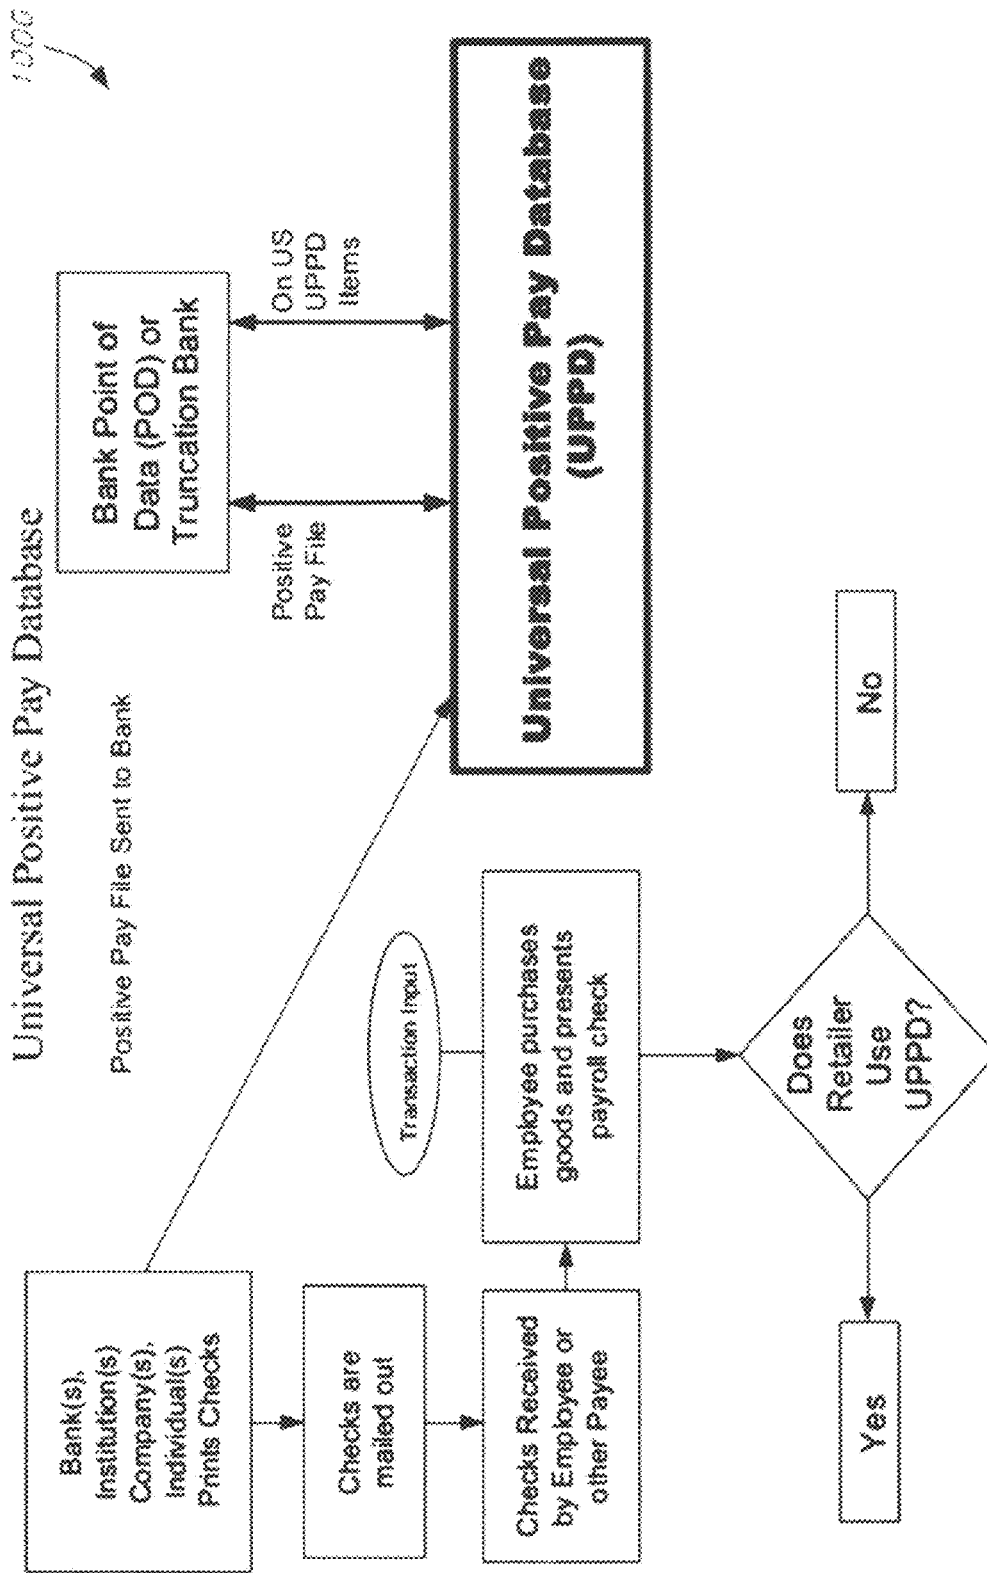 1000
Universal Positive Pay Database
Positive Pay File Sent to Bank
Bank(s),
Institution(s)
Company(s),
Individual(s)
Prints Checks
Checks are
mailed out
Checks Received
by Employee or
other Payee
Transaction Input
Employee purchases
goods and presents
payroll check
Does
Retailer
Use
UPPD?
Yes
No
Bank Point of
Data (POD) or
Truncation Bank
Positive
Pay File
On US
UPPD
Items
Universal Positive Pay Database
(UPPD)